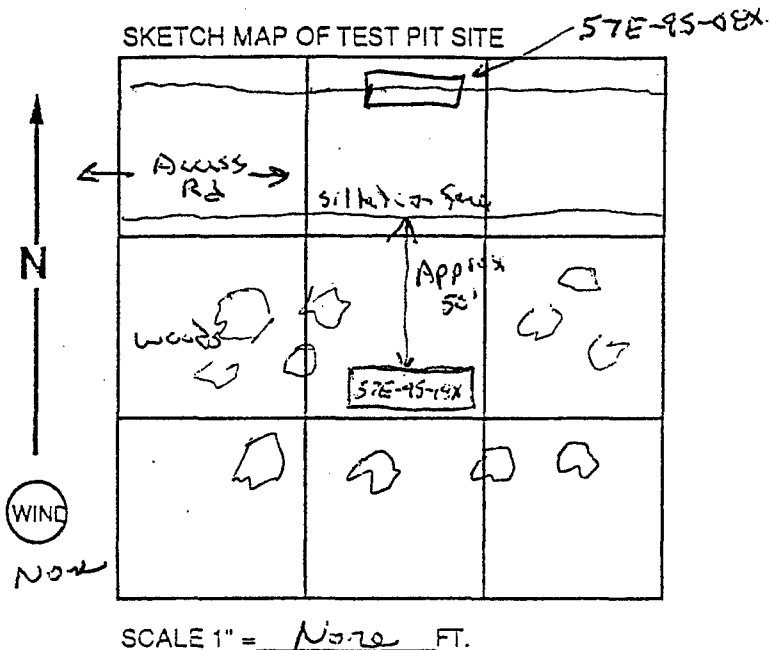 SKETCH MAP OF TEST PIT SITE
57E-95-08X
Access
Rd
siltation fence
N
Approx
50'
woods
57E-95-19X
WIND
None
SCALE 1" = None FT.